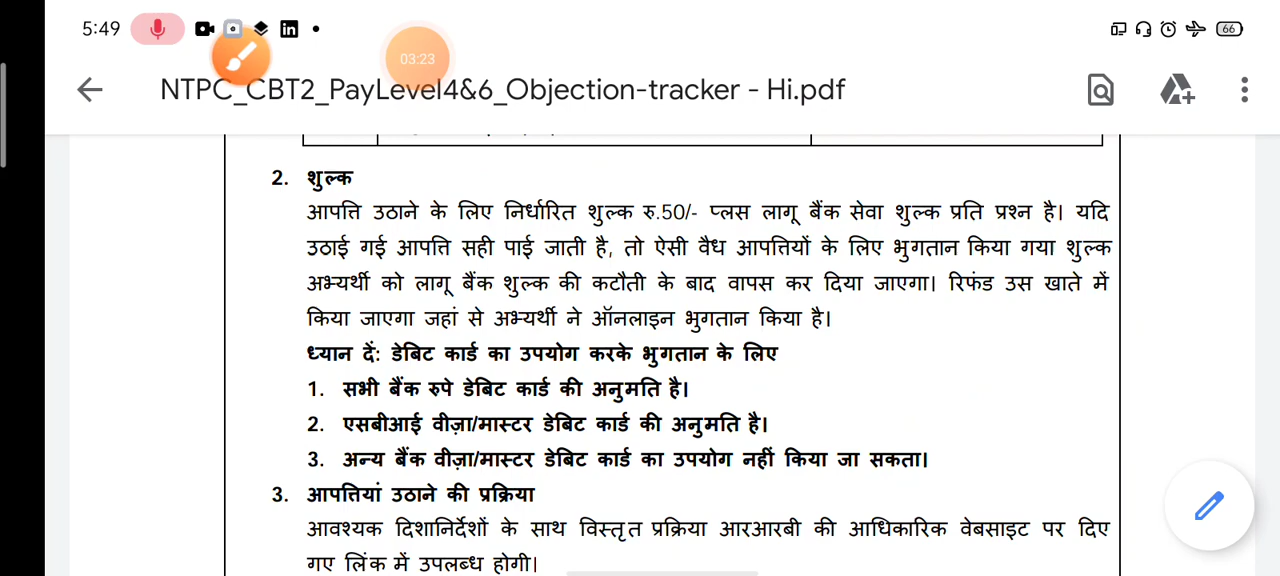 5:49
66
03:23
NTPC_CBT2_PayLevel4&6_Objection-tracker - Hi.pdf
2. शुल्क
आपत्ति उठाने के लिए निर्धारित शुल्क रु.50/- प्लस लागू बैंक सेवा शुल्क प्रति प्रश्न है। यदि
उठाई गई आपत्ति सही पाई जाती है, तो ऐसी वैध आपत्तियों के लिए भुगतान किया गया शुल्क
अभ्यर्थी को लागू बैंक शुल्क की कटौती के बाद वापस कर दिया जाएगा। रिफंड उस खाते में
किया जाएगा जहां से अभ्यर्थी ने ऑनलाइन भुगतान किया है।
ध्यान दें: डेबिट कार्ड का उपयोग करके भुगतान के लिए
1. सभी बैंक रुपे डेबिट कार्ड की अनुमति है।
2. एसबीआई वीज़ा/मास्टर डेबिट कार्ड की अनुमति है।
3. अन्य बैंक वीज़ा/मास्टर डेबिट कार्ड का उपयोग नहीं किया जा सकता।
3. आपत्तियां उठाने की प्रक्रिया
आवश्यक दिशानिर्देशों के साथ विस्तृत प्रक्रिया आरआरबी की आधिकारिक वेबसाइट पर दिए
गए लिंक में उपलब्ध होगी।